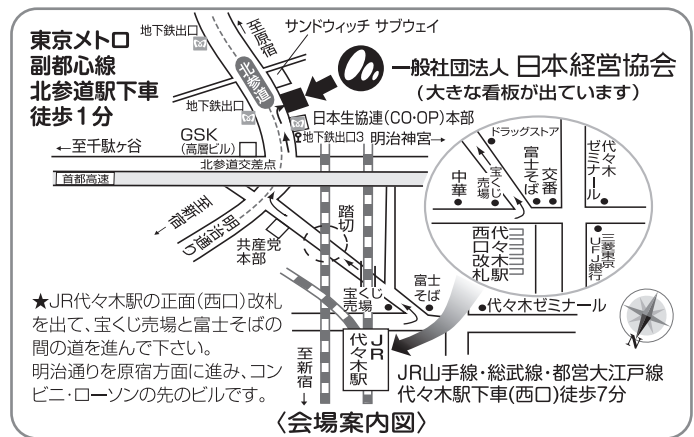 東京メトロ
副都心線
北参道駅下車
徒歩1分
地下鉄出口
至原宿
サンドウィッチ サブウェイ
北参道
一般社団法人 日本経営協会
(大きな看板が出ています)
地下鉄出口
日本生協連(CO・OP)本部
地下鉄出口3
明治神宮→
GSK
(高層ビル)
←至千駄ヶ谷
北参道交差点
首都高速
至新宿
明治通り
共産党
本部
踏切
ドラッグストア
中華
宝くじ
売場
富士そば
交番
代々木
ゼミナール
代々木駅
西口改札
三菱東京
UFJ銀行
宝くじ
売場
富士
そば
代々木ゼミナール
★JR代々木駅の正面(西口)改札
を出て、宝くじ売場と富士そばの
間の道を進んで下さい。
明治通りを原宿方面に進み、コン
ビニ・ローソンの先のビルです。
至新宿
JR
代々木駅
N
JR山手線・総武線・都営大江戸線
代々木駅下車(西口)徒歩7分
〈会場案内図〉